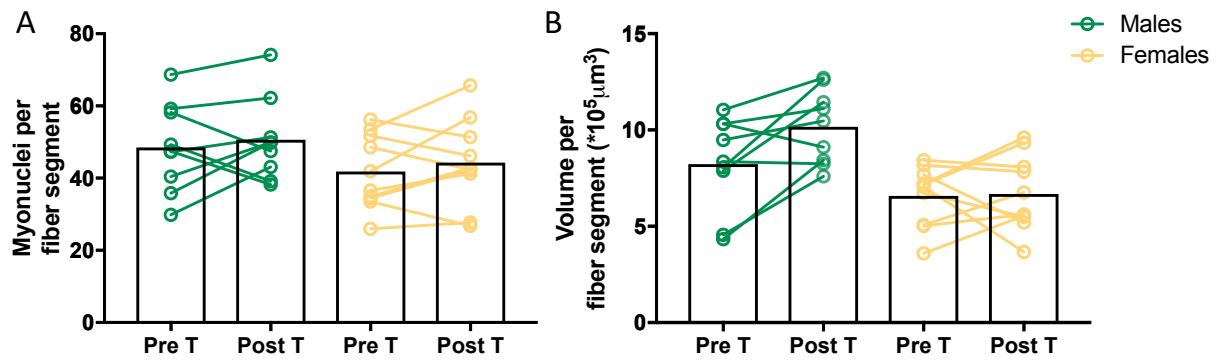 A
Myonuclei per
fiber segment
80
60
40
20
0
Pre T Post T Pre T Post T
B
Volume per
fiber segment (*10⁵μm³)
15
10
5
0
Pre T Post T Pre T Post T
Males
Females